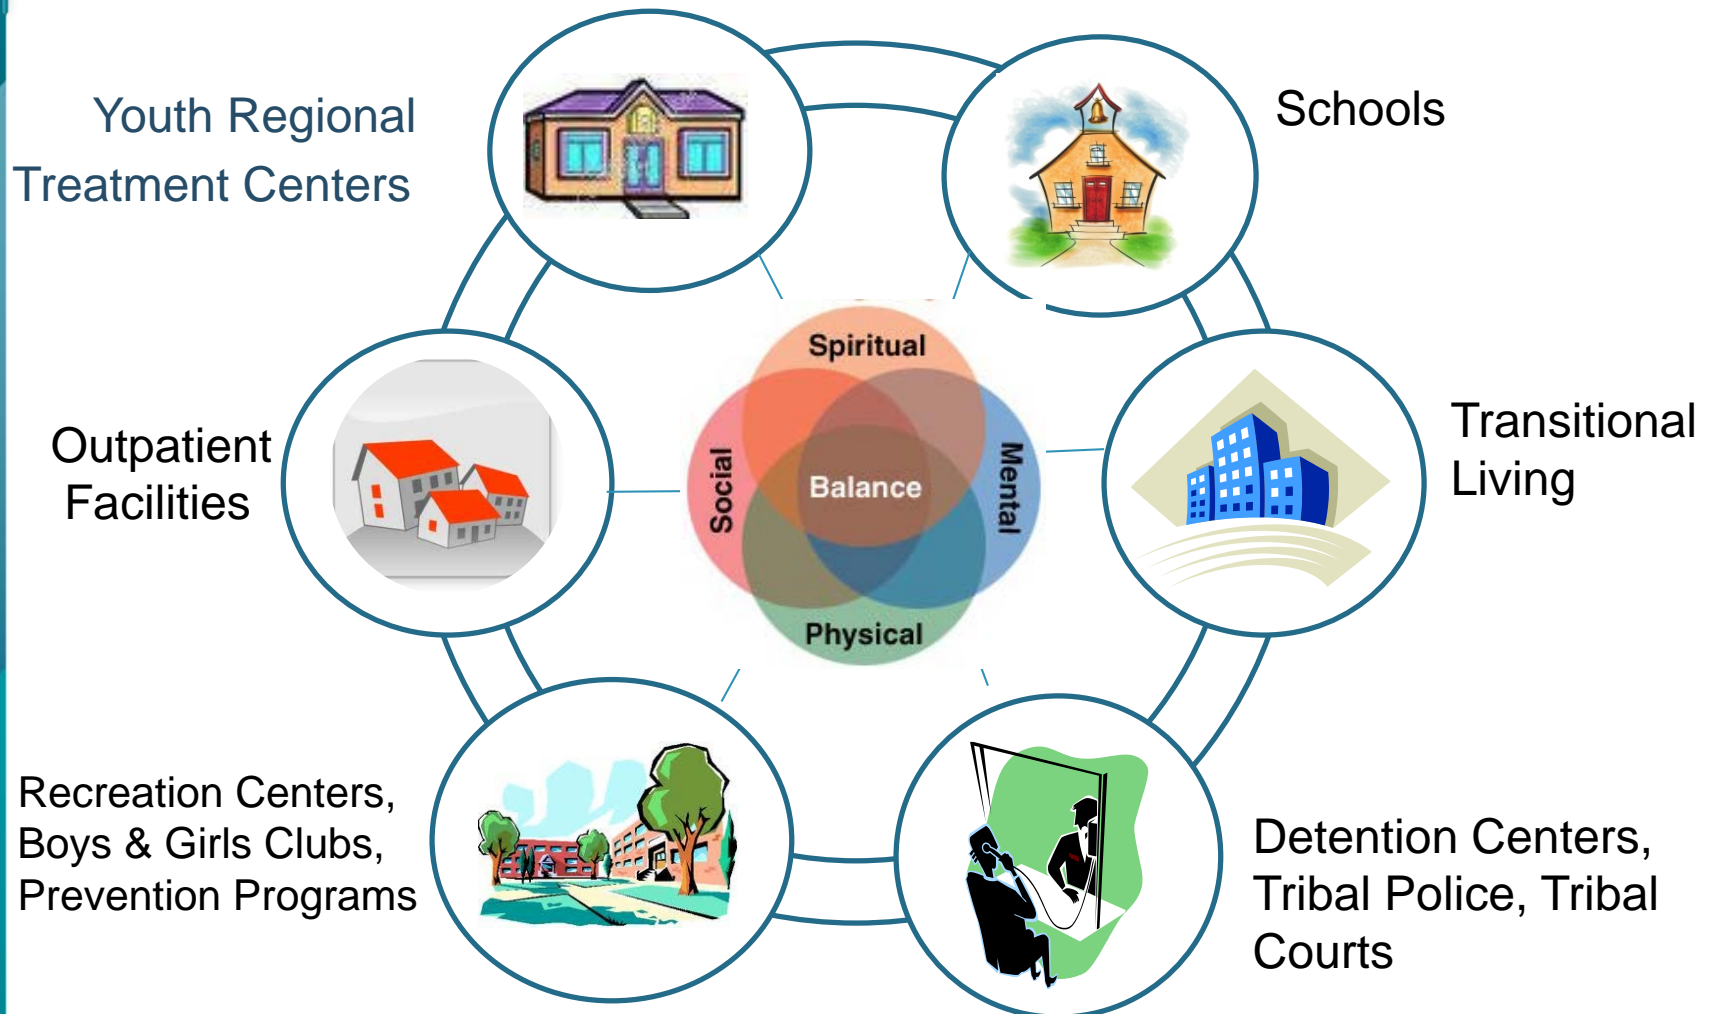 Youth Regional
Treatment Centers
Schools
Spiritual
Outpatient
Facilities
Social
Balance
Mental
Transitional
Living
Physical
Recreation Centers,
Boys & Girls Clubs,
Prevention Programs
Detention Centers,
Tribal Police, Tribal
Courts